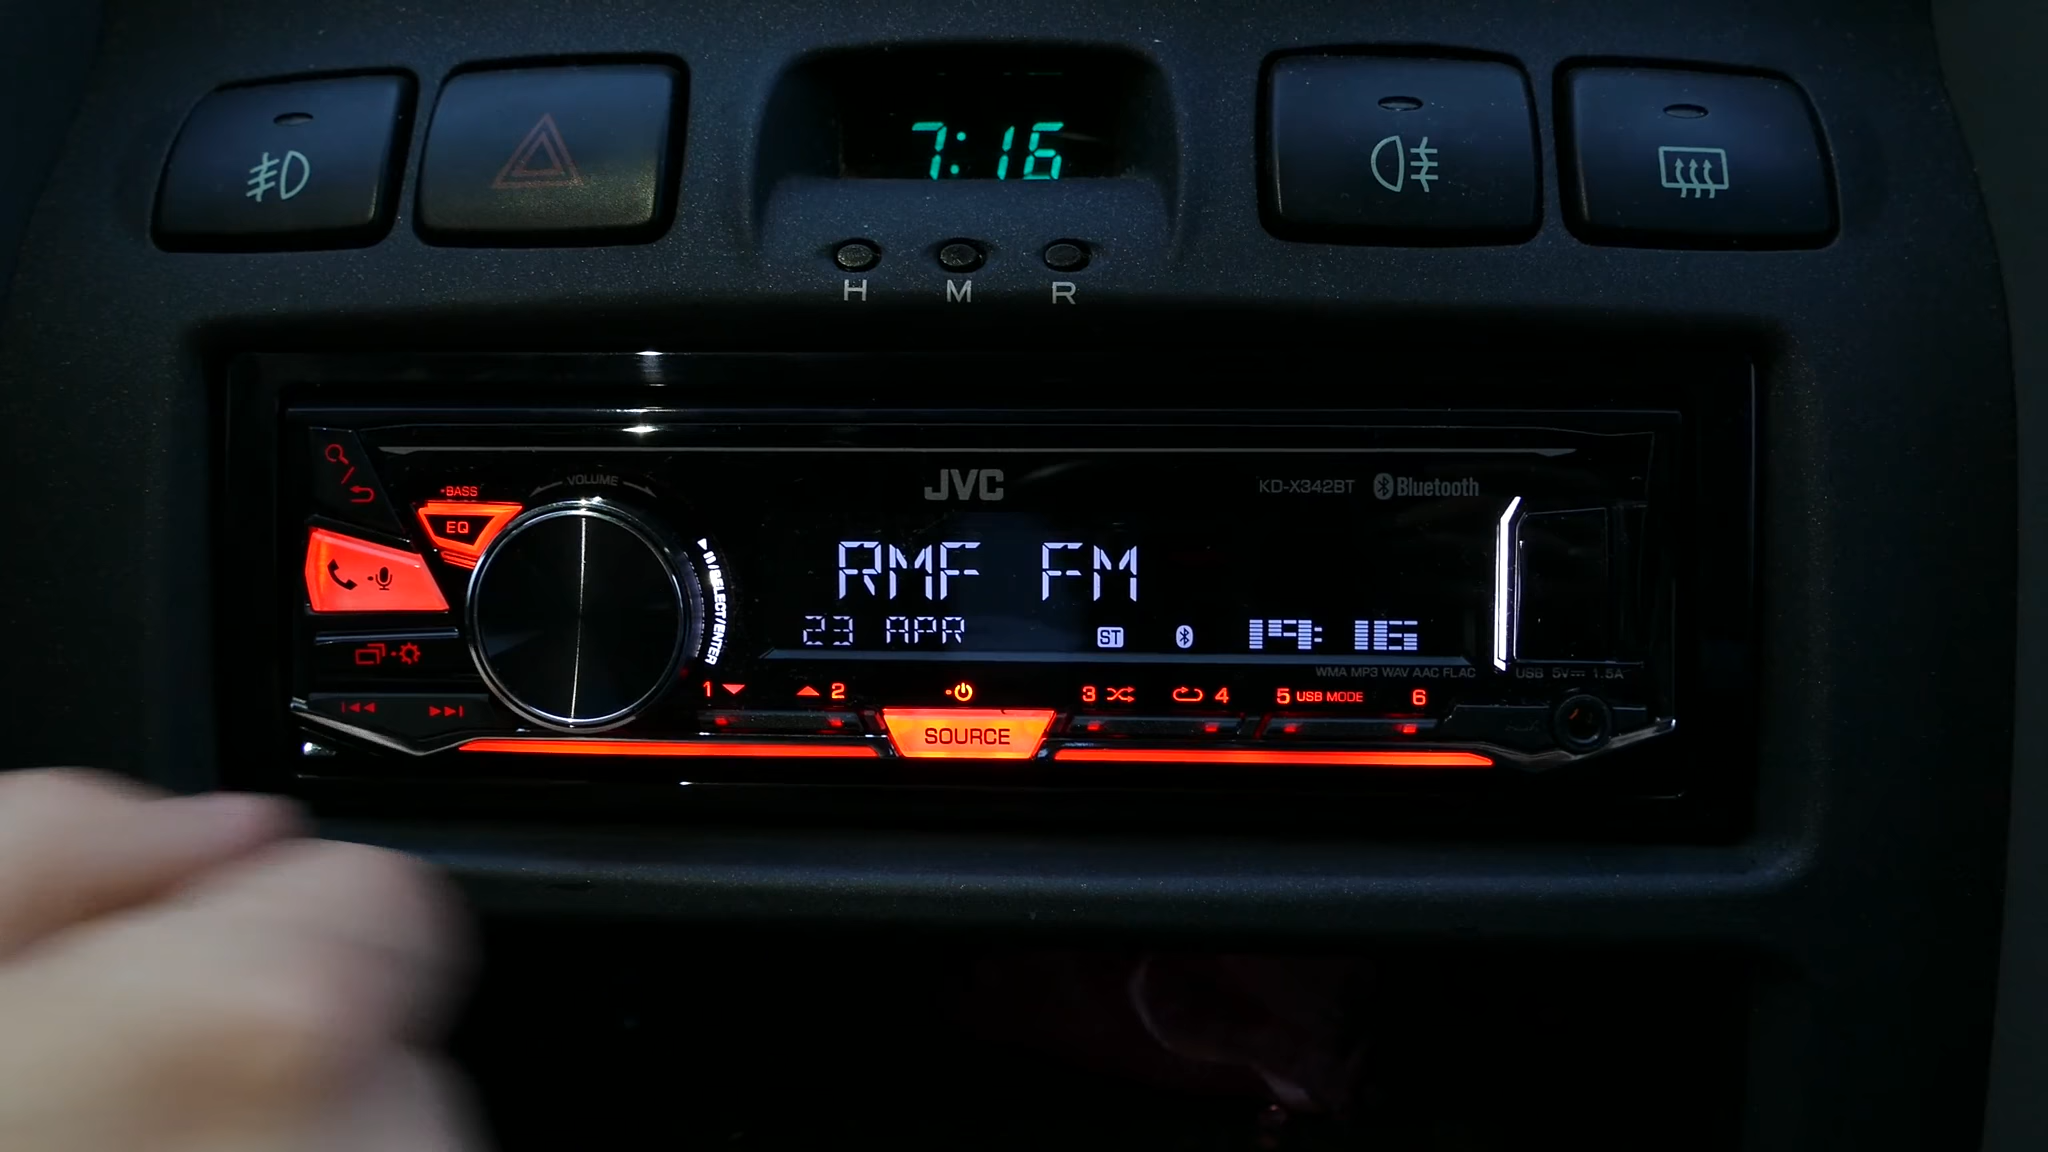 7:16
H M R
JVC
KD-X342BT Bluetooth
VOLUME
BASS
EQ
/SELECT/ENTER
RMF FM
23 APR ST 19:16
WMA MP3 WAV AAC FLAC USB 5V 1.5A
1 2 3 4 5 USB MODE 6
SOURCE